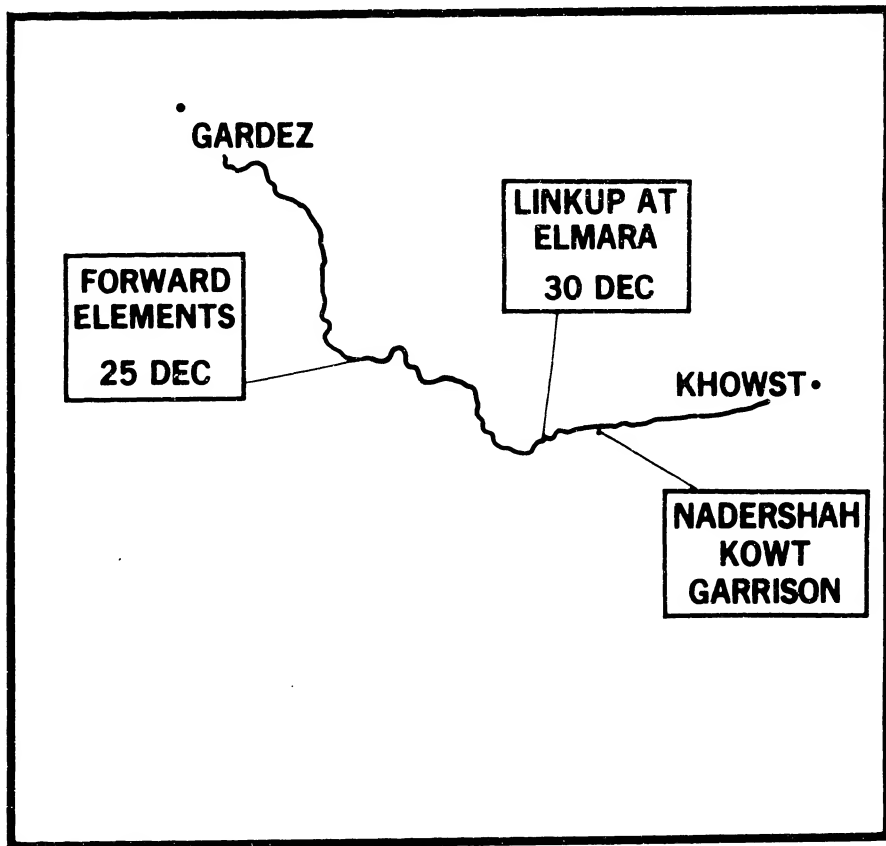 GARDEZ
LINKUP AT
ELMARA
30 DEC
FORWARD
ELEMENTS
25 DEC
KHOWST
NADERSHAH
KOWT
GARRISON